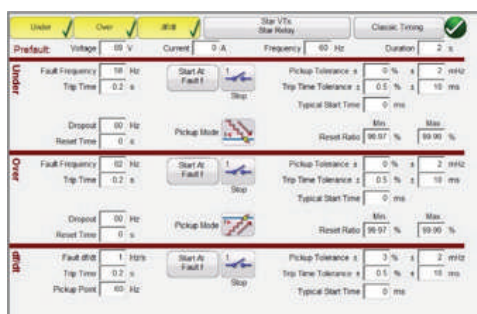 Under Over df/dt Star VTs Star Relay Classic Timing
Prefault: Voltage 89 V Current 0 A Frequency 60 Hz Duration 2 s
Under
Fault Frequency 58 Hz Start At Fault f 1 Stop Pickup Tolerance ± 0 % ± 2 mHz
Trip Time 0.2 s Trip Time Tolerance ± 0.5 % ± 10 ms
Typical Start Time 0 ms
Dropout 60 Hz Pickup Mode Min Max
Reset Time 0 s Reset Ratio 99.97 % 99.98 %
Over
Fault Frequency 62 Hz Start At Fault f 1 Stop Pickup Tolerance ± 0 % ± 2 mHz
Trip Time 0.2 s Trip Time Tolerance ± 0.5 % ± 10 ms
Typical Start Time 0 ms
Dropout 60 Hz Pickup Mode Min Max
Reset Time 0 s Reset Ratio 99.97 %
df/dt
Fault df/dt 1 Hz/s Start At Fault f 1 Stop Pickup Tolerance ± 3 % ± 2 mHz
Trip Time 0.2 s Trip Time Tolerance ± 0.5 % ± 10 ms
Pickup Point 60 Hz Typical Start Time 0 ms